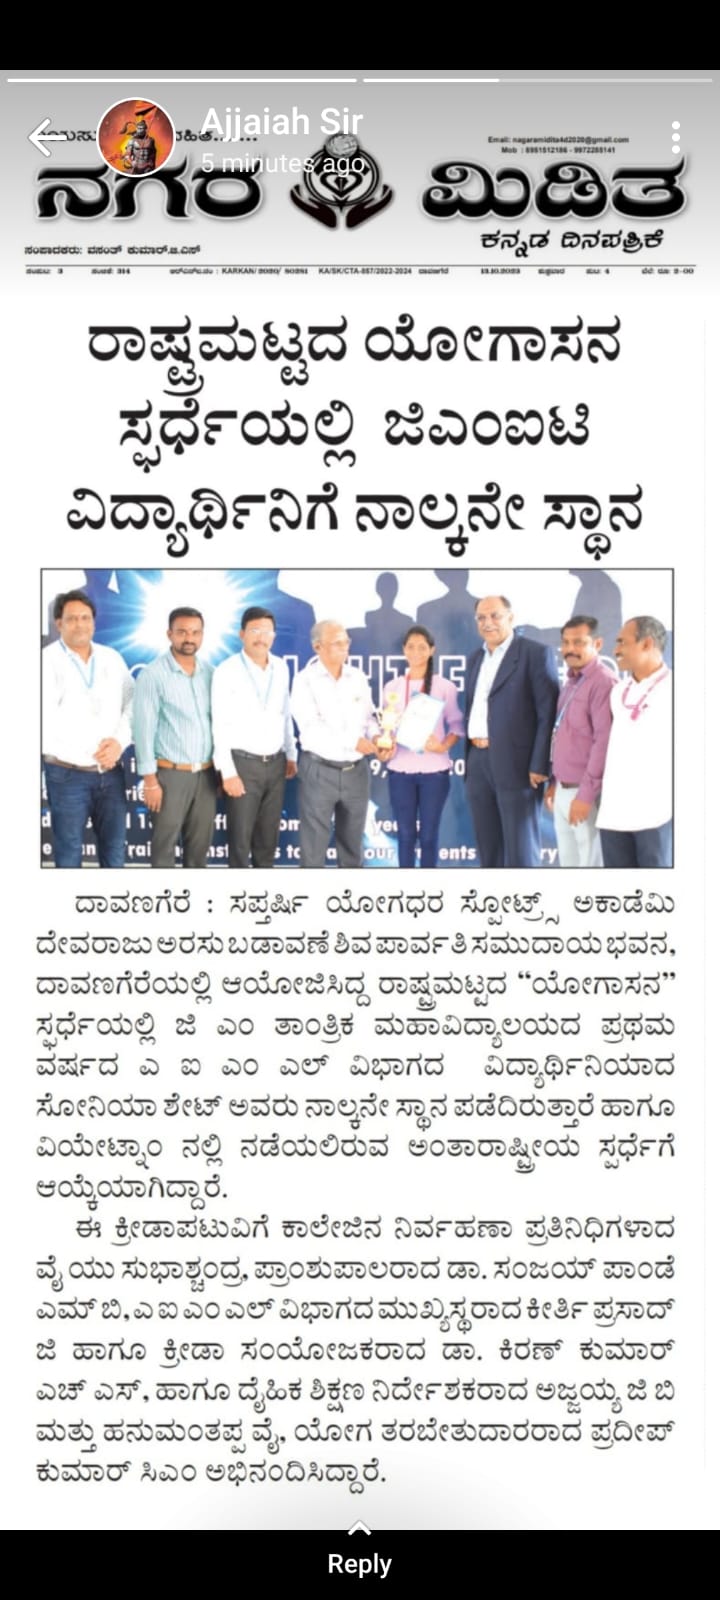 Ajjaiah Sir
5 minutes ago
Email: nagaramidita4d2020@gmail.com
Mob : 8951512186 - 9972288141
ನಗರ ಮಿಡಿತ
ಕನ್ನಡ ದಿನಪತ್ರಿಕೆ
ಸಂಪಾದಕರು: ವಸಂತ್ ಕುಮಾರ್.ಜಿ.ಎಸ್
ಸಂಪುಟ: 3 ಸಂಚಿಕೆ: 314 KA/SK/CTA-857/2022-2024 ದಾವಣಗೆರೆ 13.10.2023 ಶುಕ್ರವಾರ ಪುಟ: 4 ಬೆಲೆ: ರೂ: 2-00
ರಾಷ್ಟ್ರಮಟ್ಟದ ಯೋಗಾಸನ
ಸ್ಪರ್ಧೆಯಲ್ಲಿ ಜಿಎಂಐಟಿ
ವಿದ್ಯಾರ್ಥಿನಿಗೆ ನಾಲ್ಕನೇ ಸ್ಥಾನ
ದಾವಣಗೆರೆ : ಸಪ್ತರ್ಷಿ ಯೋಗಧರ ಸ್ಪೋರ್ಟ್ಸ್ ಅಕಾಡೆಮಿ
ದೇವರಾಜು ಅರಸು ಬಡಾವಣೆ ಶಿವ ಪಾರ್ವತಿ ಸಮುದಾಯ ಭವನ,
ದಾವಣಗೆರೆಯಲ್ಲಿ ಆಯೋಜಿಸಿದ್ದ ರಾಷ್ಟ್ರಮಟ್ಟದ “ಯೋಗಾಸನ”
ಸ್ಪರ್ಧೆಯಲ್ಲಿ ಜಿ ಎಂ ತಾಂತ್ರಿಕ ಮಹಾವಿದ್ಯಾಲಯದ ಪ್ರಥಮ
ವರ್ಷದ ಎ ಐ ಎಂ ಎಲ್ ವಿಭಾಗದ ವಿದ್ಯಾರ್ಥಿನಿಯಾದ
ಸೋನಿಯಾ ಶೇಟ್ ಅವರು ನಾಲ್ಕನೇ ಸ್ಥಾನ ಪಡೆದಿರುತ್ತಾರೆ ಹಾಗೂ
ವಿಯೇಟ್ನಾಂ ನಲ್ಲಿ ನಡೆಯಲಿರುವ ಅಂತಾರಾಷ್ಟ್ರೀಯ ಸ್ಪರ್ಧೆಗೆ
ಆಯ್ಕೆಯಾಗಿದ್ದಾರೆ.
ಈ ಕ್ರೀಡಾಪಟುವಿಗೆ ಕಾಲೇಜಿನ ನಿರ್ವಹಣಾ ಪ್ರತಿನಿಧಿಗಳಾದ
ವೈ ಯು ಸುಭಾಶ್ಚಂದ್ರ, ಪ್ರಾಂಶುಪಾಲರಾದ ಡಾ. ಸಂಜಯ್ ಪಾಂಡೆ
ಎಮ್ ಬಿ, ಎ ಐ ಎಂ ಎಲ್ ವಿಭಾಗದ ಮುಖ್ಯಸ್ಥರಾದ ಕೀರ್ತಿ ಪ್ರಸಾದ್
ಜಿ ಹಾಗೂ ಕ್ರೀಡಾ ಸಂಯೋಜಕರಾದ ಡಾ. ಕಿರಣ್ ಕುಮಾರ್
ಎಚ್ ಎಸ್, ಹಾಗೂ ದೈಹಿಕ ಶಿಕ್ಷಣ ನಿರ್ದೇಶಕರಾದ ಅಜ್ಜಯ್ಯ ಜಿ ಬಿ
ಮತ್ತು ಹನುಮಂತಪ್ಪ ವೈ, ಯೋಗ ತರಬೇತುದಾರರಾದ ಪ್ರದೀಪ್
ಕುಮಾರ್ ಸಿಎಂ ಅಭಿನಂದಿಸಿದ್ದಾರೆ.
Reply